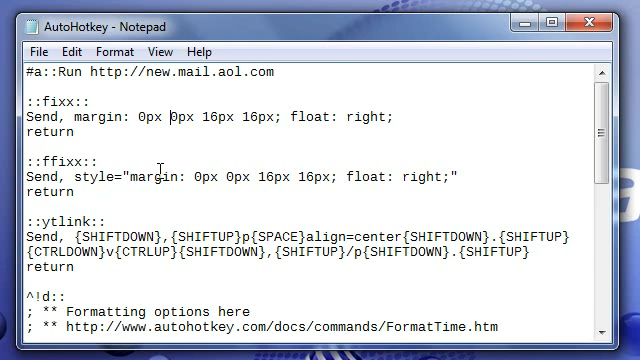 AutoHotkey - Notepad
File Edit Format View Help
#a::Run http://new.mail.aol.com
::fixx::
Send, margin: 0px 0px 16px 16px; float: right;
return
::ffixx::
Send, style="margin: 0px 0px 16px 16px; float: right;"
return
::ytlink::
Send, {SHIFTDOWN},{SHIFTUP}p{SPACE}align=center{SHIFTDOWN}.{SHIFTUP}
{CTRLDOWN}v{CTRLUP}{SHIFTDOWN},{SHIFTUP}/p{SHIFTDOWN}.{SHIFTUP}
return
^!d::
; ** Formatting options here
; ** http://www.autohotkey.com/docs/commands/FormatTime.htm